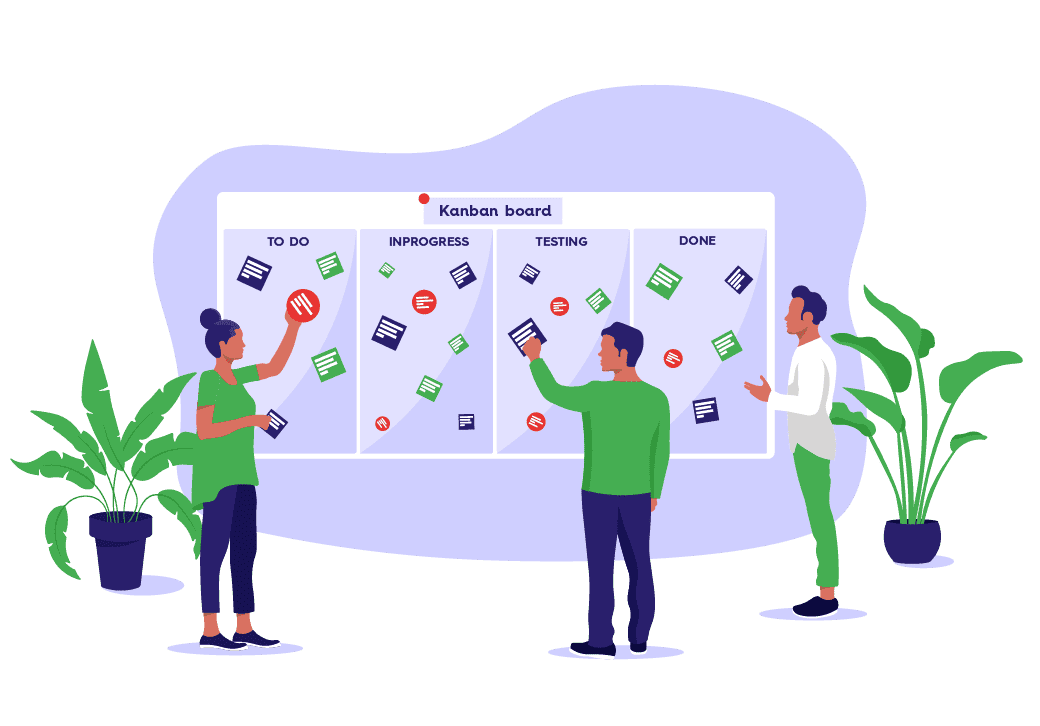 Kanban board
TO DO
INPROGRESS
TESTING
DONE